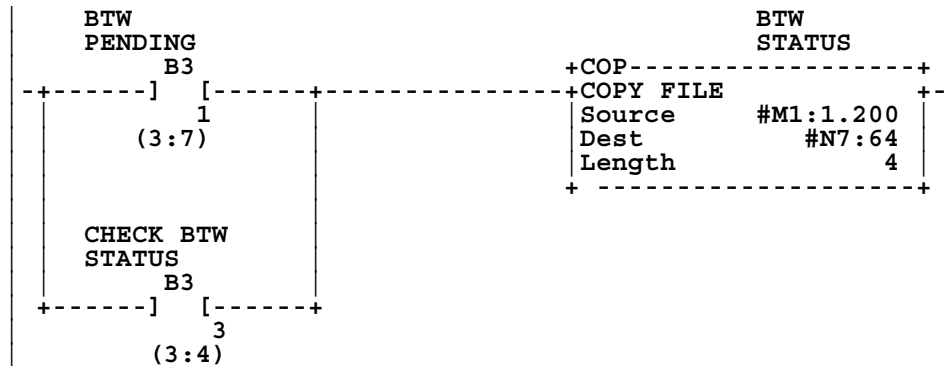 BTW BTW
PENDING STATUS
B3 +COP--------------------+
-+------] [------+----------------+COPY FILE +-
1 Source #M1:1.200
(3:7) Dest #N7:64
Length 4
+ --------------------+
CHECK BTW
STATUS
B3
+------] [------+
3
(3:4)